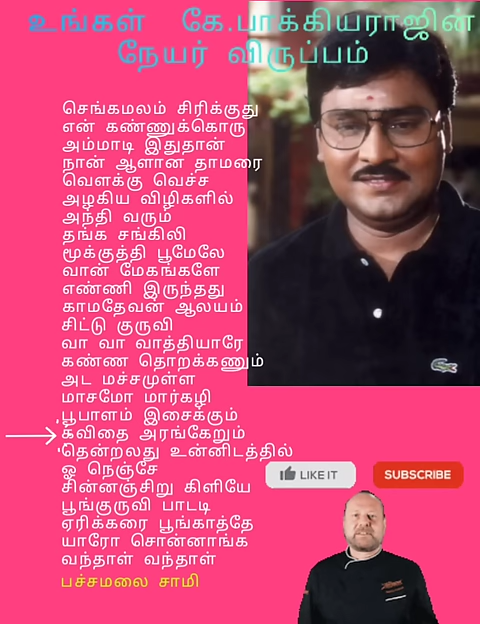 உங்கள் கே.பாக்கியராஜின்
நேயர் விருப்பம்
செங்கமலம் சிரிக்குது
என் கண்ணுக்கொரு
அம்மாடி இதுதான்
நான் ஆளான தாமரை
வெளக்கு வெச்ச
அழகிய விழிகளில்
அந்தி வரும்
தங்க சங்கிலி
மூக்குத்தி பூமேலே
வான் மேகங்களே
எண்ணி இருந்தது
காமதேவன் ஆலயம்
சிட்டு குருவி
வா வா வாத்தியாரே
கண்ண தொறக்கணும்
அட மச்சமுள்ள
மாசமோ மார்கழி
பூபாளம் இசைக்கும்
கவிதை அரங்கேறும்
தென்றலது உன்னிடத்தில்
ஓ நெஞ்சே
சின்னஞ்சிறு கிளியே
பூங்குருவி பாடடி
ஏரிக்கரை பூங்காத்தே
யாரோ சொன்னாங்க
வந்தாள் வந்தாள்
பச்சமலை சாமி
LIKE IT
SUBSCRIBE